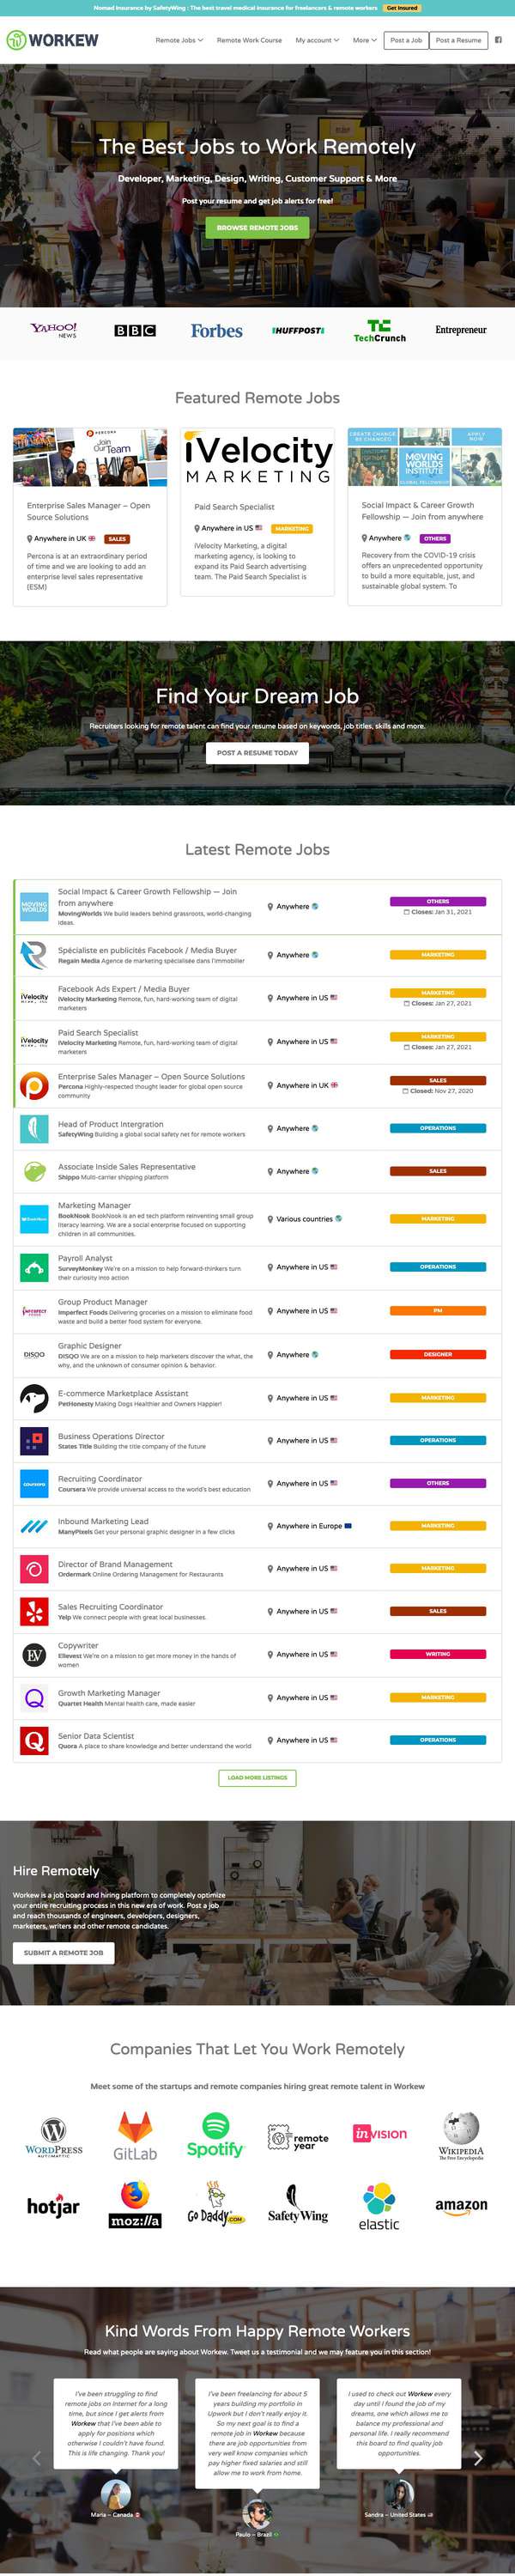 Nomad Insurance by SafetyWing : The best travel medical insurance for freelancers & remote workers Get Insured
WORKEW Remote Jobs Remote Work Course My account More Post a Job Post a Resume
The Best Jobs to Work Remotely
Developer, Marketing, Design, Writing, Customer Support & More
Post your resume and get job alerts for free!
BROWSE REMOTE JOBS
YAHOO! NEWS BBC Forbes HUFFPOST TC TechCrunch Entrepreneur
Featured Remote Jobs
PERCONA
Join our Team
Enterprise Sales Manager – Open
Source Solutions
Anywhere in UK SALES
Percona is at an extraordinary period
of time and we are looking to add an
enterprise level sales representative
(ESM)
iVelocity
MARKETING
Paid Search Specialist
Anywhere in US MARKETING
iVelocity Marketing, a digital
marketing agency, is looking to
expand its Paid Search advertising
team. The Paid Search Specialist is
CREATE CHANGE
BE CHANGED
APPLY
NOW
MOVING
WORLDS
INSTITUTE
GLOBAL FELLOWSHIP
Social Impact & Career Growth
Fellowship — Join from anywhere
Anywhere OTHERS
Recovery from the COVID-19 crisis
offers an unprecedented opportunity
to build a more equitable, just, and
sustainable global system. To
Find Your Dream Job
Recruiters looking for remote talent can find your resume based on keywords, job titles, skills and more.
POST A RESUME TODAY
Latest Remote Jobs
MOVING
WORLDS
Social Impact & Career Growth Fellowship — Join
from anywhere
MovingWorlds We build leaders behind grassroots, world-changing
ideas.
Anywhere
OTHERS
Closes: Jan 31, 2021
Spécialiste en publicités Facebook / Media Buyer
Regain Media Agence de marketing spécialisée dans l'immobilier
Anywhere
MARKETING
iVelocity
Facebook Ads Expert / Media Buyer
iVelocity Marketing Remote, fun, hard-working team of digital
marketers
Anywhere in US
MARKETING
Closes: Jan 27, 2021
iVelocity
Paid Search Specialist
iVelocity Marketing Remote, fun, hard-working team of digital
marketers
Anywhere in US
MARKETING
Closes: Jan 27, 2021
Enterprise Sales Manager – Open Source Solutions
Percona Highly-respected thought leader for global open source
community
Anywhere in UK
SALES
Closed: Nov 27, 2020
Head of Product Intergration
SafetyWing Building a global social safety net for remote workers
Anywhere
OPERATIONS
Associate Inside Sales Representative
Shippo Multi-carrier shipping platform
Anywhere
SALES
BookNook
Marketing Manager
BookNook BookNook is an ed tech platform reinventing small group
literacy learning. We are a social enterprise focused on supporting
children in all communities.
Various countries
MARKETING
Payroll Analyst
SurveyMonkey We're on a mission to help forward-thinkers turn
their curiosity into action
Anywhere in US
OPERATIONS
IMPERFECT
FOODS
Group Product Manager
Imperfect Foods Delivering groceries on a mission to eliminate food
waste and build a better food system for everyone.
Anywhere in US
PM
DISQO
Graphic Designer
DISQO We are on a mission to help marketers discover the what, the
why, and the unknown of consumer opinion & behavior.
Anywhere
DESIGNER
E-commerce Marketplace Assistant
PetHonesty Making Dogs Healthier and Owners Happier!
Anywhere in US
MARKETING
Business Operations Director
States Title Building the title company of the future
Anywhere in US
OPERATIONS
coursera
Recruiting Coordinator
Coursera We provide universal access to the world's best education
Anywhere in US
OTHERS
Inbound Marketing Lead
ManyPixels Get your personal graphic designer in a few clicks
Anywhere in Europe
MARKETING
Director of Brand Management
Ordermark Online Ordering Management for Restaurants
Anywhere in US
MARKETING
Sales Recruiting Coordinator
Yelp We connect people with great local businesses.
Anywhere in US
SALES
EV
Copywriter
Ellevest We're on a mission to get more money in the hands of
women
Anywhere in US
WRITING
Growth Marketing Manager
Quartet Health Mental health care, made easier
Anywhere in US
MARKETING
Q
Senior Data Scientist
Quora A place to share knowledge and better understand the world
Anywhere in US
OPERATIONS
LOAD MORE LISTINGS
Hire Remotely
Workew is a job board and hiring platform to completely optimize
your entire recruiting process in this new era of work. Post a job
and reach thousands of engineers, developers, designers,
marketers, writers and other remote candidates.
SUBMIT A REMOTE JOB
Companies That Let You Work Remotely
Meet some of the startups and remote companies hiring great remote talent in Workew
WORDPRESS
AUTOMATTIC
GitLab
Spotify
remote
year
invision
WIKIPEDIA
The Free Encyclopedia
hotjar
moz://a
Go Daddy .COM
SafetyWing
elastic
amazon
Kind Words From Happy Remote Workers
Read what people are saying about Workew. Tweet us a testimonial and we may feature you in this section!
I've been struggling to find
remote jobs on Internet for a long
time, but since I get alerts from
Workew that I've been able to
apply for positions which
otherwise I couldn't have found.
This is life changing. Thank you!
Maria – Canada
I've been freelancing for about 5
years building my portfolio in
Upwork but I don't really enjoy it.
So my next goal is to find a
remote job in Workew because
there are job opportunities from
very well know companies which
pay higher fixed salaries and still
allow me to work from home.
Paulo – Brazil
I used to check out Workew every
day until I found the job of my
dreams, one which allows me to
balance my professional and
personal life. I really recommend
this board to find quality job
opportunities.
Sandra – United States